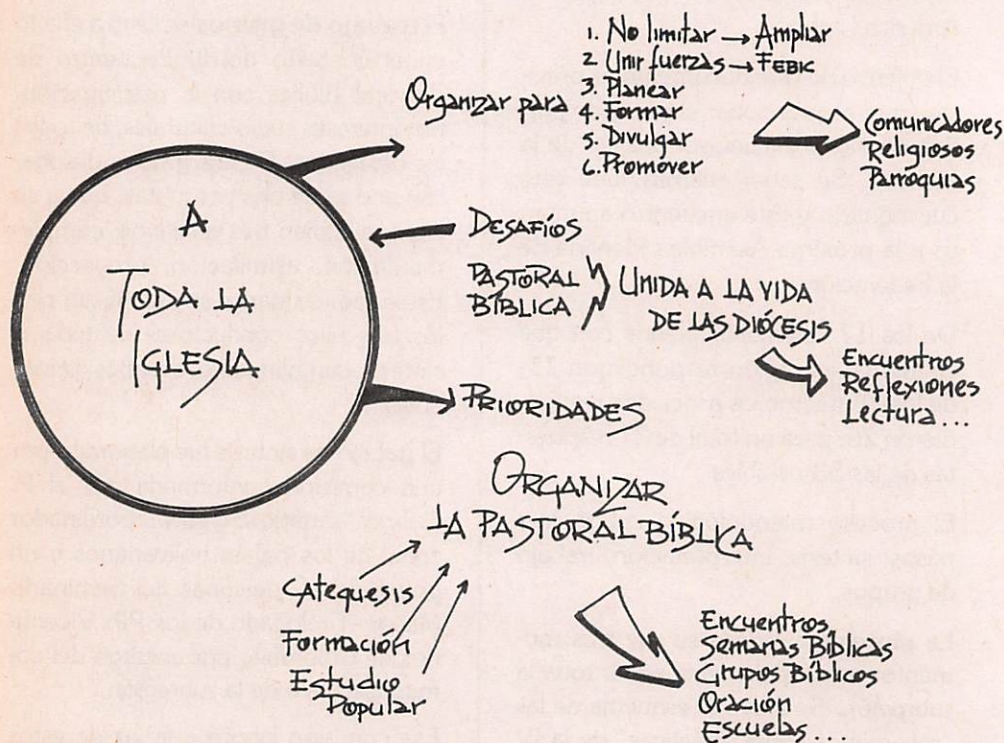 1. No limitar → Ampliar
2 Unir fuerzas → FEBIC
3. Planear
4. Formar
5. Divulgar
6. Promover
Organizar para
Comunicadores
Religiosos
Parroquias
A
TODA LA
IGLESIA
DESAFÍOS
PASTORAL
BÍBLICA
UNIDA A LA VIDA
DE LAS DIÓCESIS
Encuentros
Reflexiones
Lectura...
PRIORIDADES
ORGANIZAR
LA PASTORAL BÍBLICA
Catequesis
Formación
Estudio
Popular
Encuentros
Semanas Bíblicas
Grupos Bíblicos
Oración
Escuelas...